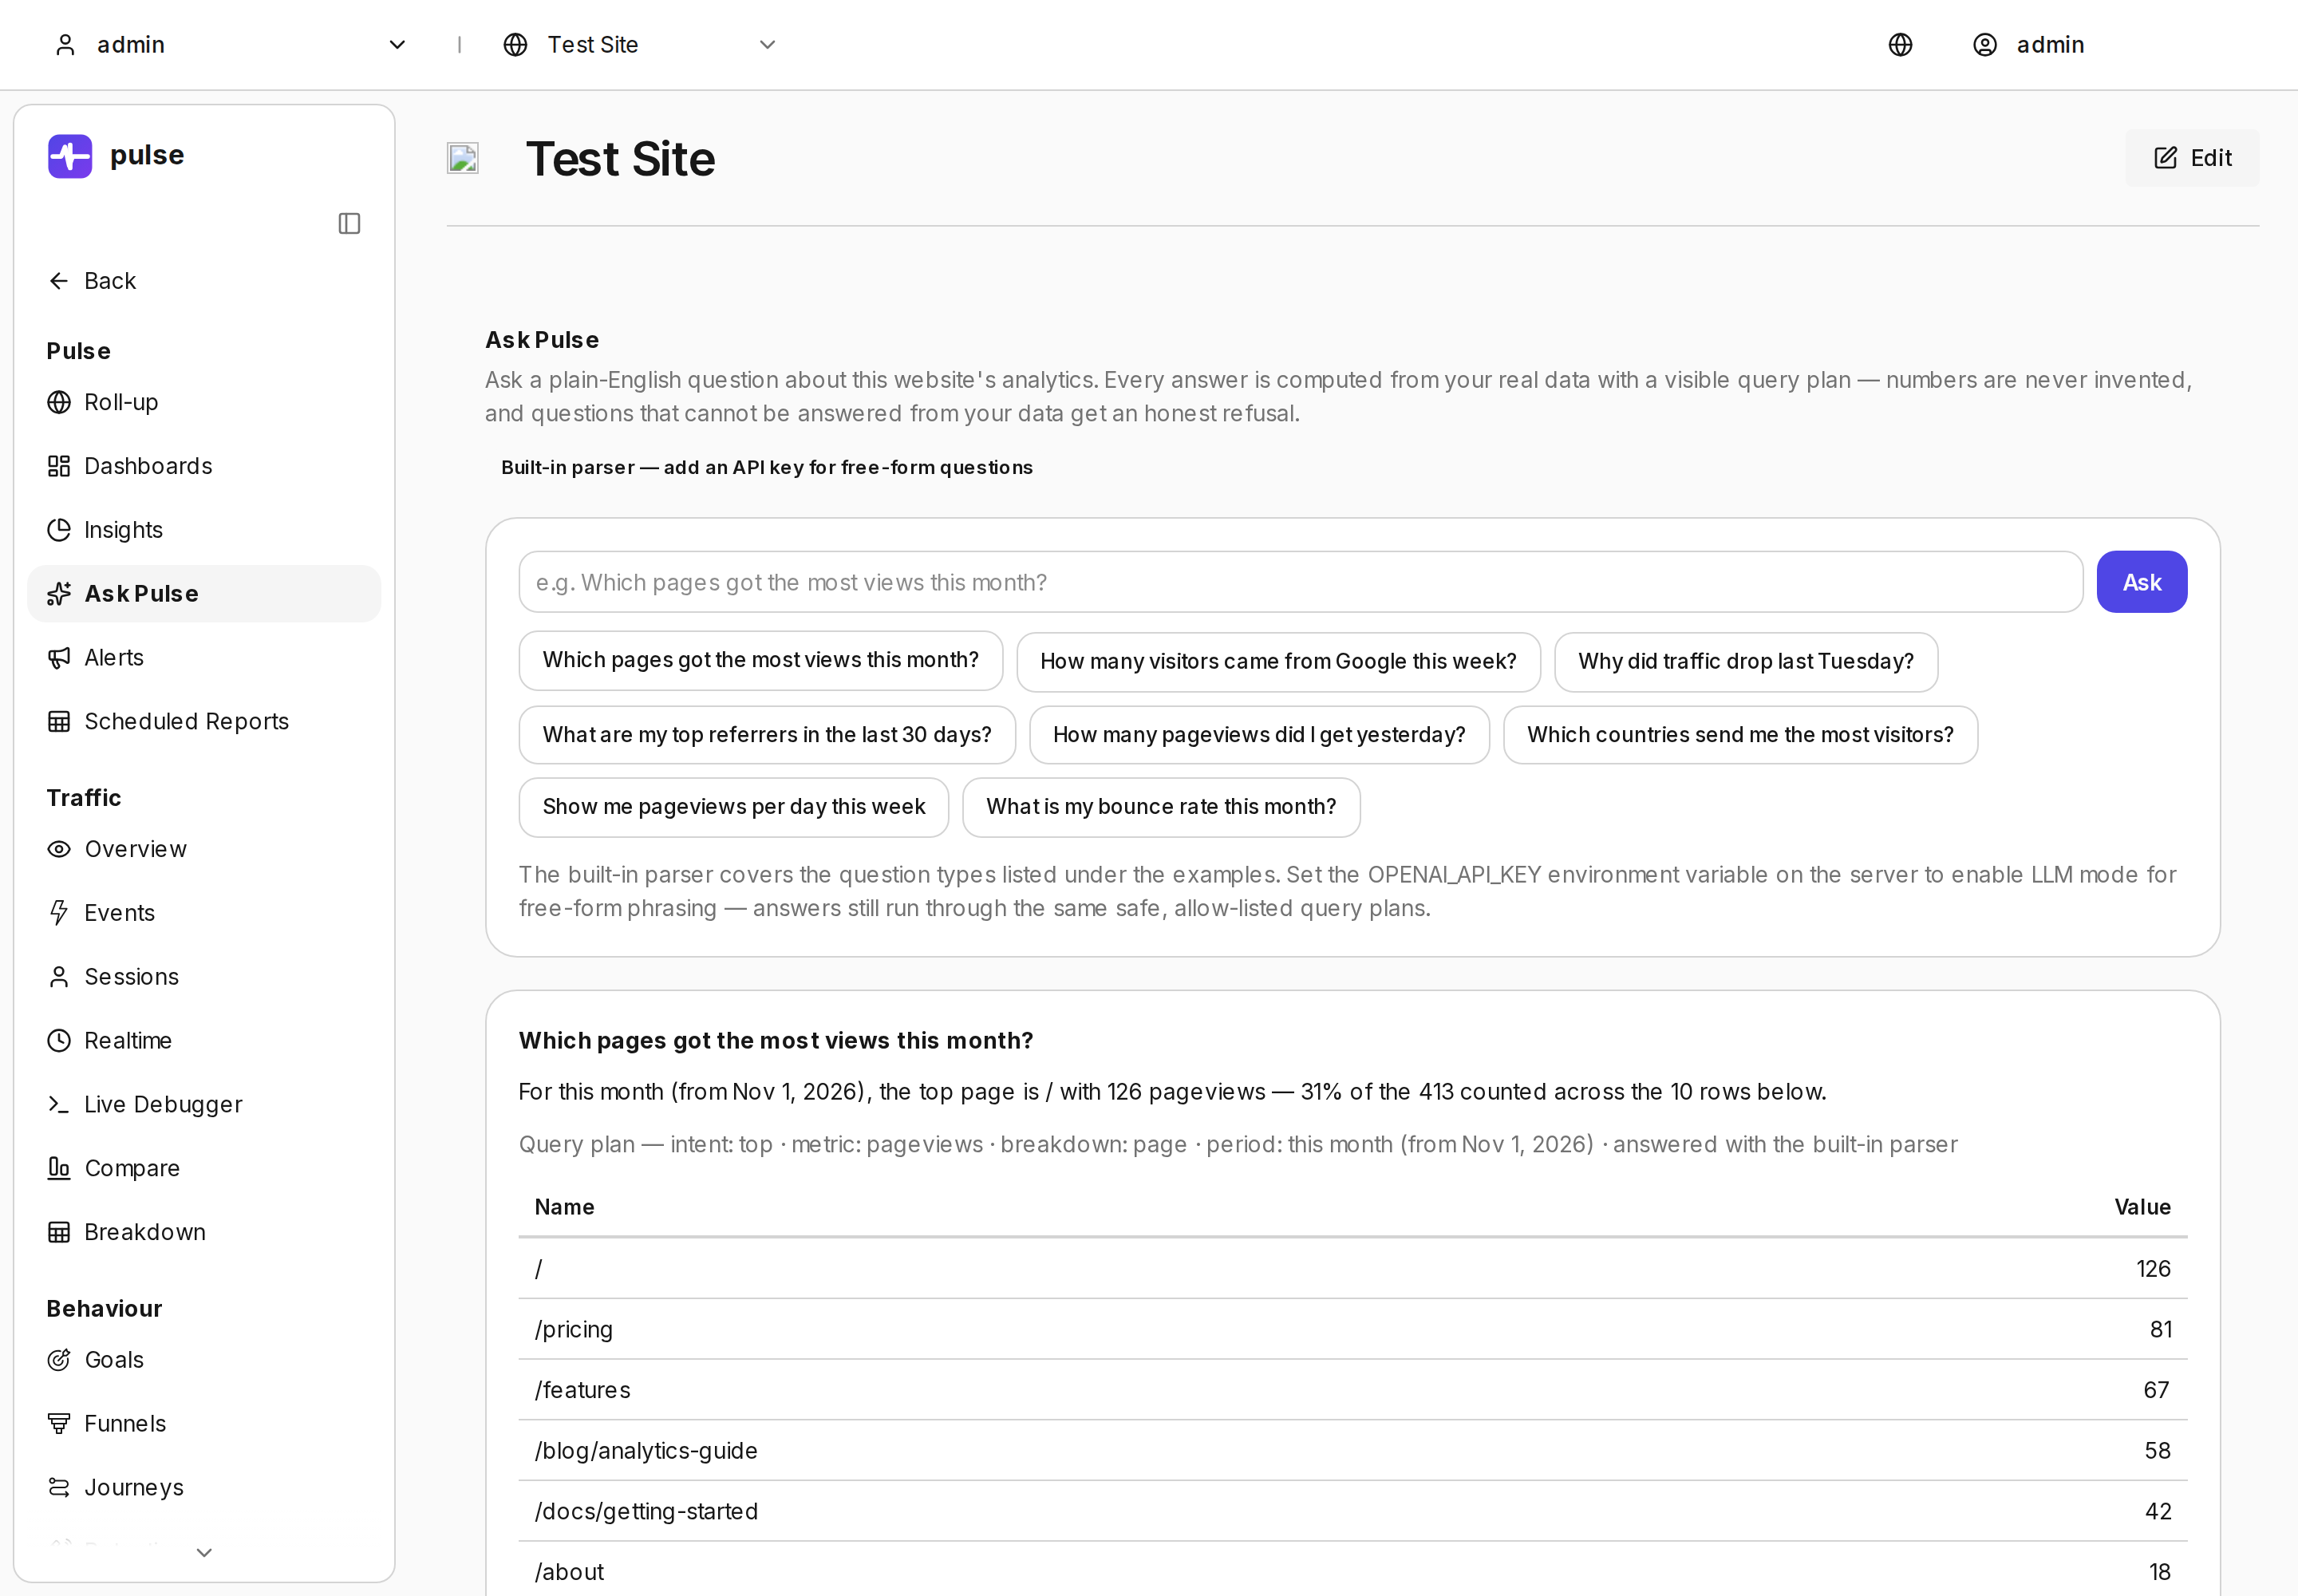 admin
Test Site
admin
pulse
Back
Pulse
Roll-up
Dashboards
Insights
Ask Pulse
Alerts
Scheduled Reports
Traffic
Overview
Events
Sessions
Realtime
Live Debugger
Compare
Breakdown
Behaviour
Goals
Funnels
Journeys
Test Site
Edit
Ask Pulse
Ask a plain-English question about this website's analytics. Every answer is computed from your real data with a visible query plan — numbers are never invented,
and questions that cannot be answered from your data get an honest refusal.
Built-in parser — add an API key for free-form questions
e.g. Which pages got the most views this month?
Ask
Which pages got the most views this month?
How many visitors came from Google this week?
Why did traffic drop last Tuesday?
What are my top referrers in the last 30 days?
How many pageviews did I get yesterday?
Which countries send me the most visitors?
Show me pageviews per day this week
What is my bounce rate this month?
The built-in parser covers the question types listed under the examples. Set the OPENAI_API_KEY environment variable on the server to enable LLM mode for
free-form phrasing — answers still run through the same safe, allow-listed query plans.
Which pages got the most views this month?
For this month (from Nov 1, 2026), the top page is / with 126 pageviews — 31% of the 413 counted across the 10 rows below.
Query plan — intent: top · metric: pageviews · breakdown: page · period: this month (from Nov 1, 2026) · answered with the built-in parser
Name Value
/ 126
/pricing 81
/features 67
/blog/analytics-guide 58
/docs/getting-started 42
/about 18